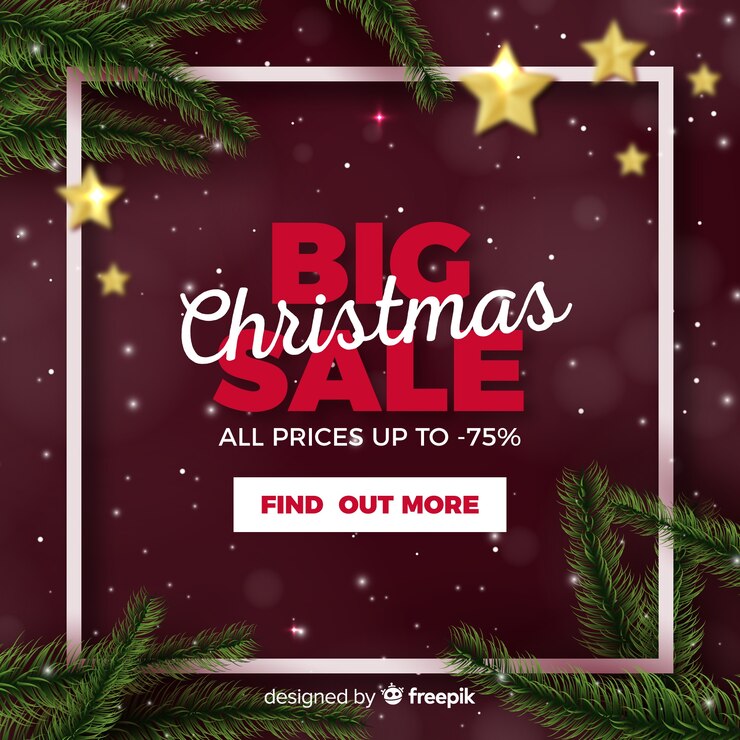 BIG
Christmas
SALE
ALL PRICES UP TO -75%
FIND OUT MORE
designed by freepik